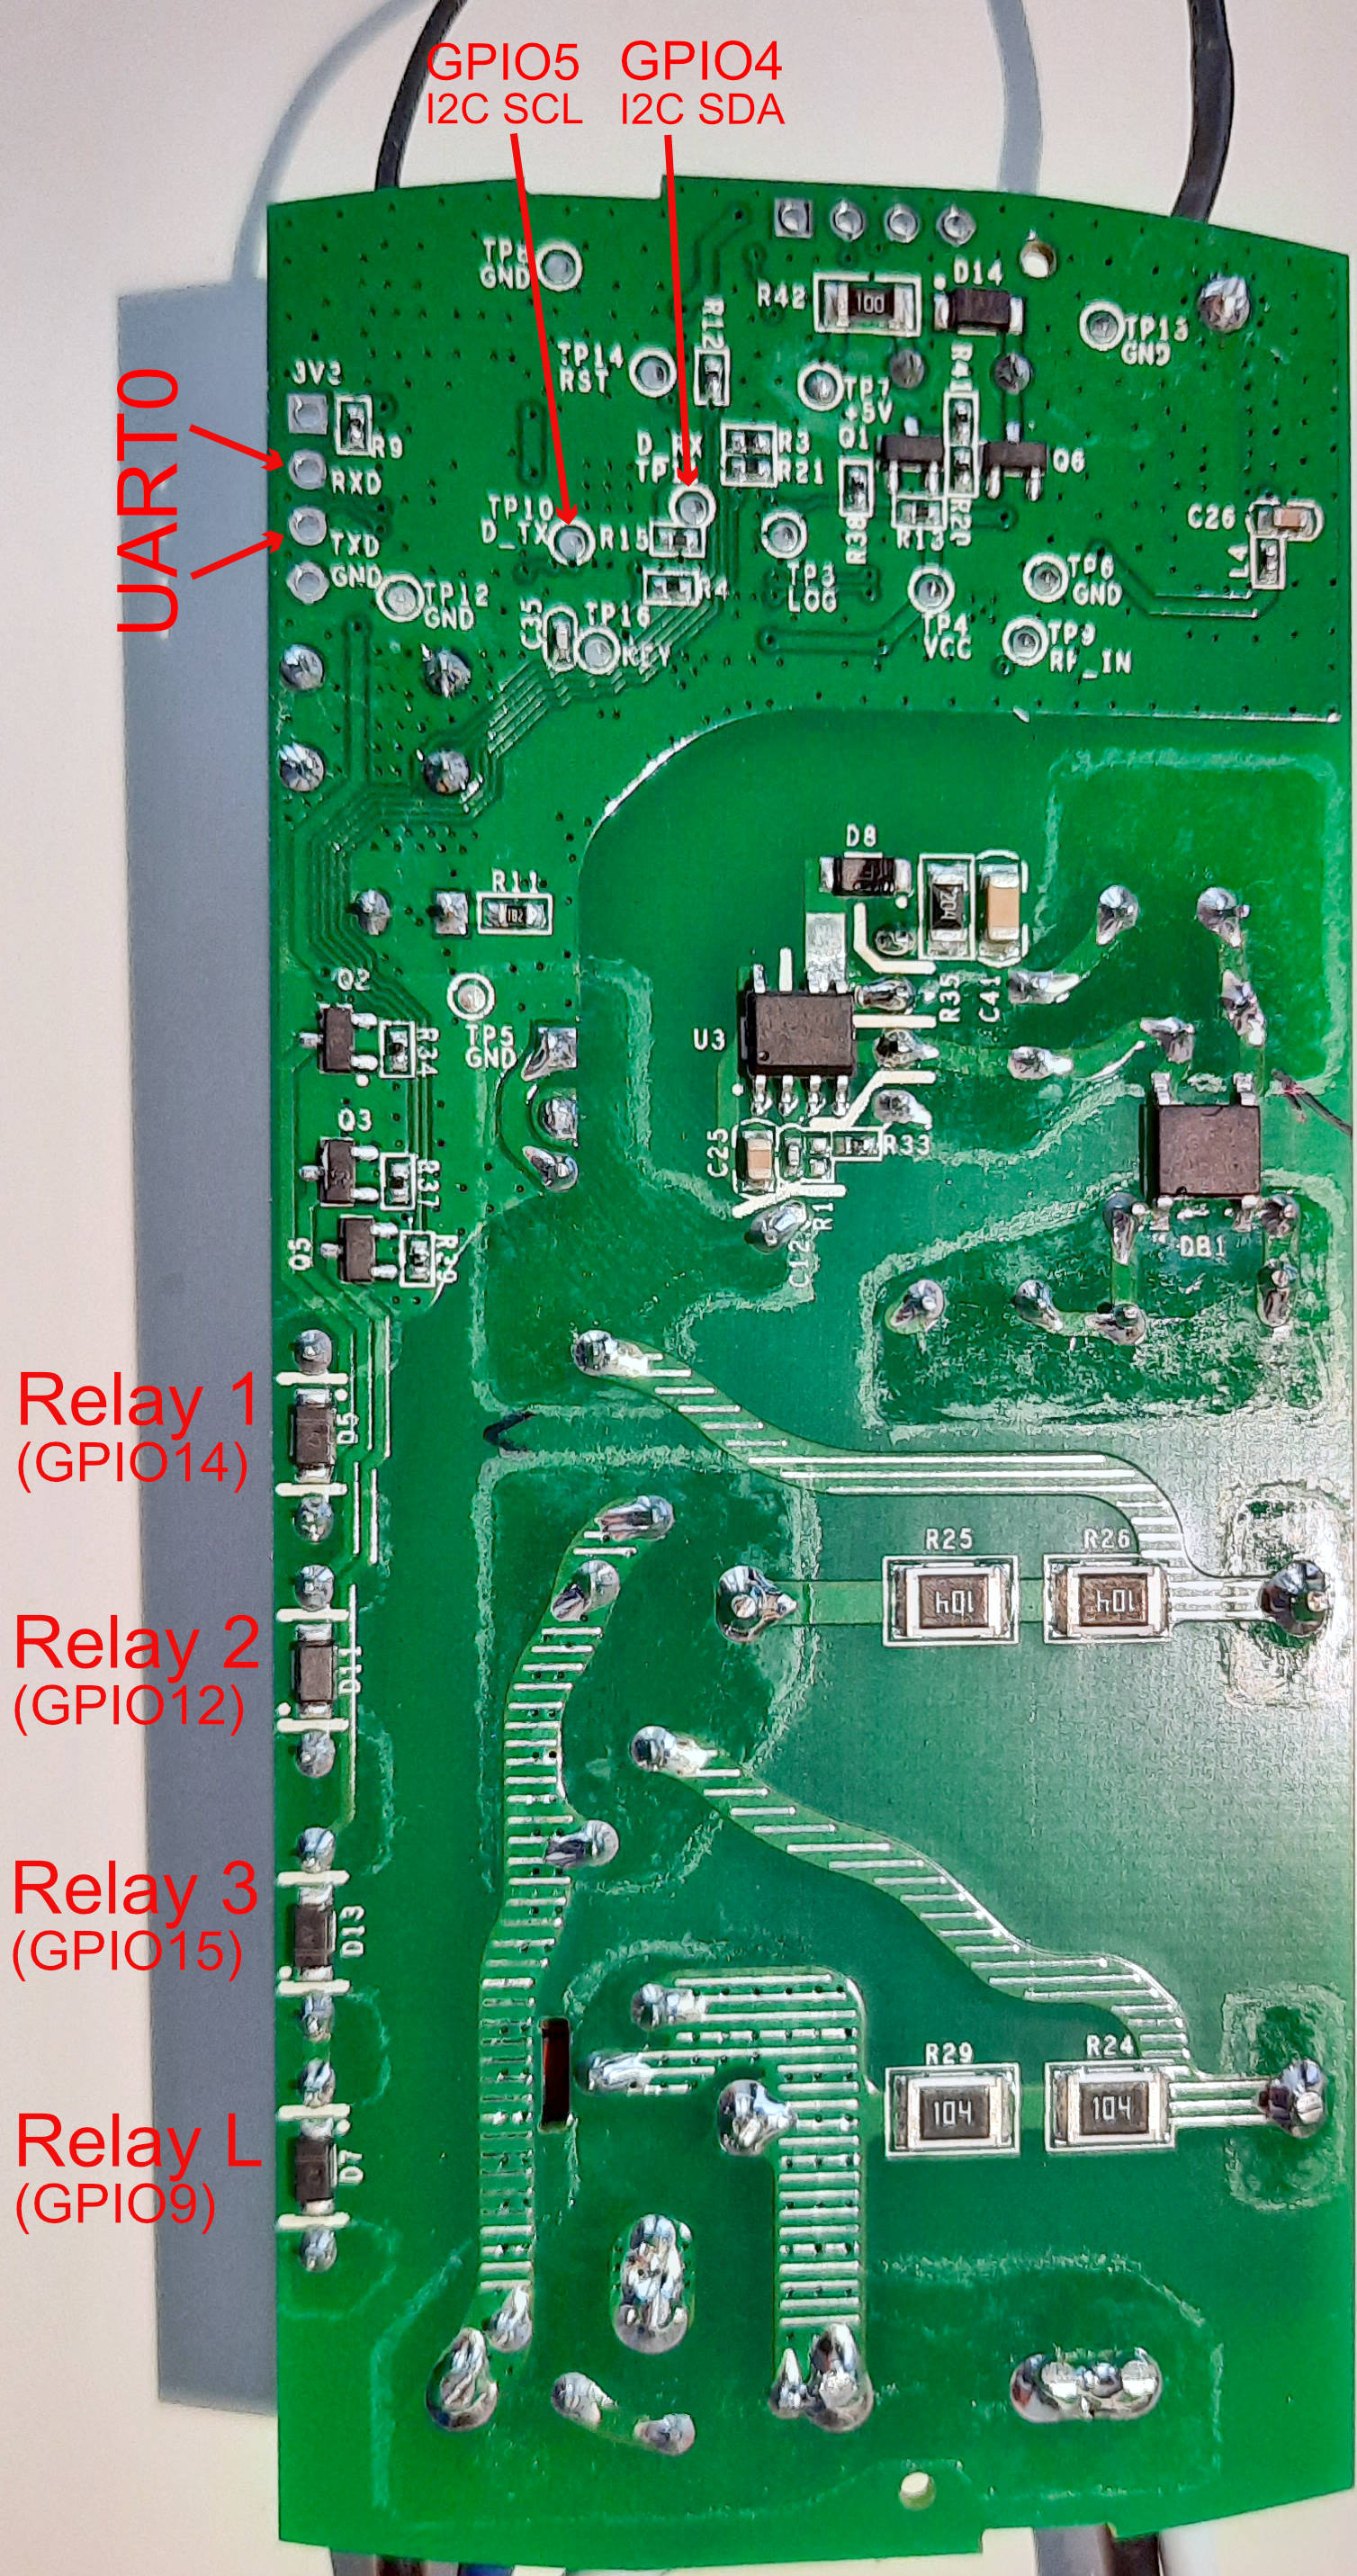 GPIO5 GPIO4
I2C SCL I2C SDA
TP8
GND
D14
R42
100
TP13
GND
R12
TP14
RST
R41
3V3
TP7
+5V
R9
D_RX
R3
Q1
R21
Q6
UART0
RXD
TP10
D_TX
R15
R38
R13
C26
L4
TXD
GND
TP12
GND
TP3
LOG
TP6
GND
R4
C35
TP16
KEY
TP4
VCC
TP9
RF_IN
D8
R11
204
Q2
R34
TP5
GND
U3
R35
C41
Q3
R37
C25
R33
R1
Q5
R39
C12
DB1
Relay 1
(GPIO14)
D5
R25
R26
104
104
Relay 2
(GPIO12)
D11
Relay 3
(GPIO15)
D13
R29
R24
104
104
Relay L
(GPIO9)
D7